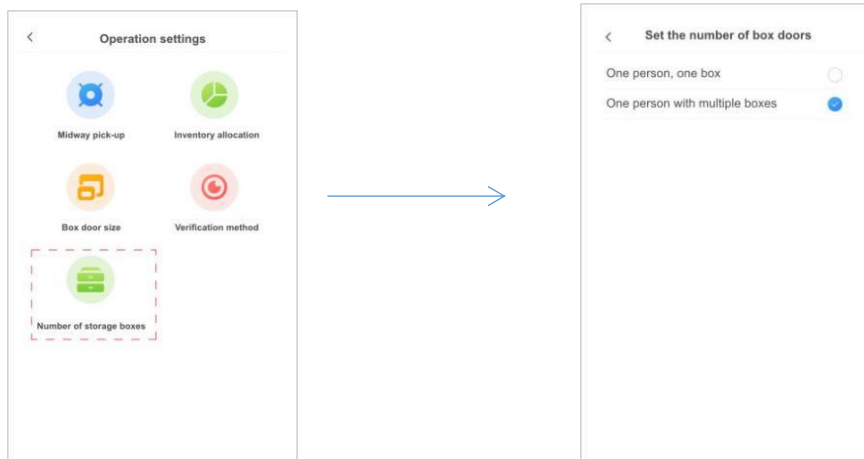 Operation settings
Midway pick-up
Inventory allocation
Box door size
Verification method
Number of storage boxes
Set the number of box doors
One person, one box
One person with multiple boxes